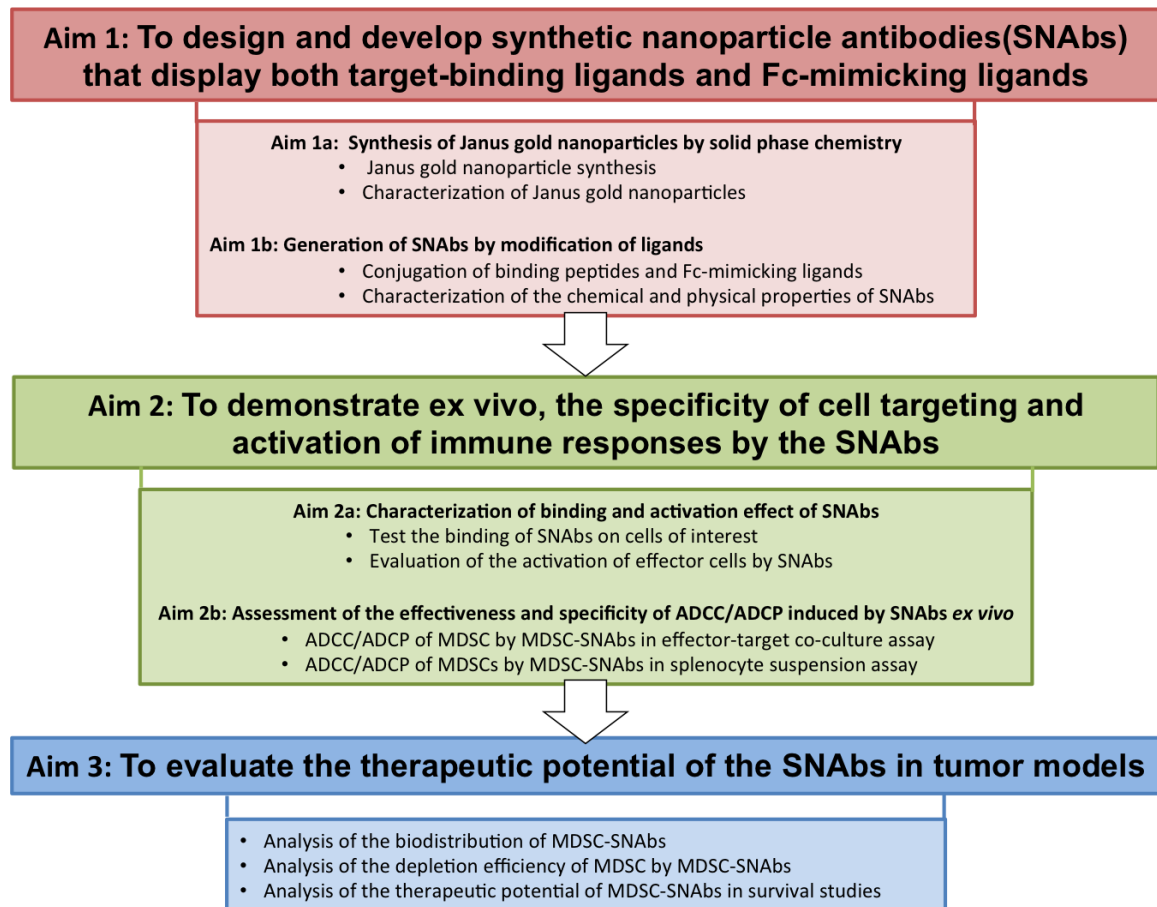 Aim 1: To design and develop synthetic nanoparticle antibodies(SNAbs)
that display both target-binding ligands and Fc-mimicking ligands
Aim 1a: Synthesis of Janus gold nanoparticles by solid phase chemistry
• Janus gold nanoparticle synthesis
• Characterization of Janus gold nanoparticles
Aim 1b: Generation of SNAbs by modification of ligands
• Conjugation of binding peptides and Fc-mimicking ligands
• Characterization of the chemical and physical properties of SNAbs
Aim 2: To demonstrate ex vivo, the specificity of cell targeting and
activation of immune responses by the SNAbs
Aim 2a: Characterization of binding and activation effect of SNAbs
• Test the binding of SNAbs on cells of interest
• Evaluation of the activation of effector cells by SNAbs
Aim 2b: Assessment of the effectiveness and specificity of ADCC/ADCP induced by SNAbs ex vivo
• ADCC/ADCP of MDSC by MDSC-SNAbs in effector-target co-culture assay
• ADCC/ADCP of MDSCs by MDSC-SNAbs in splenocyte suspension assay
Aim 3: To evaluate the therapeutic potential of the SNAbs in tumor models
• Analysis of the biodistribution of MDSC-SNAbs
• Analysis of the depletion efficiency of MDSC by MDSC-SNAbs
• Analysis of the therapeutic potential of MDSC-SNAbs in survival studies